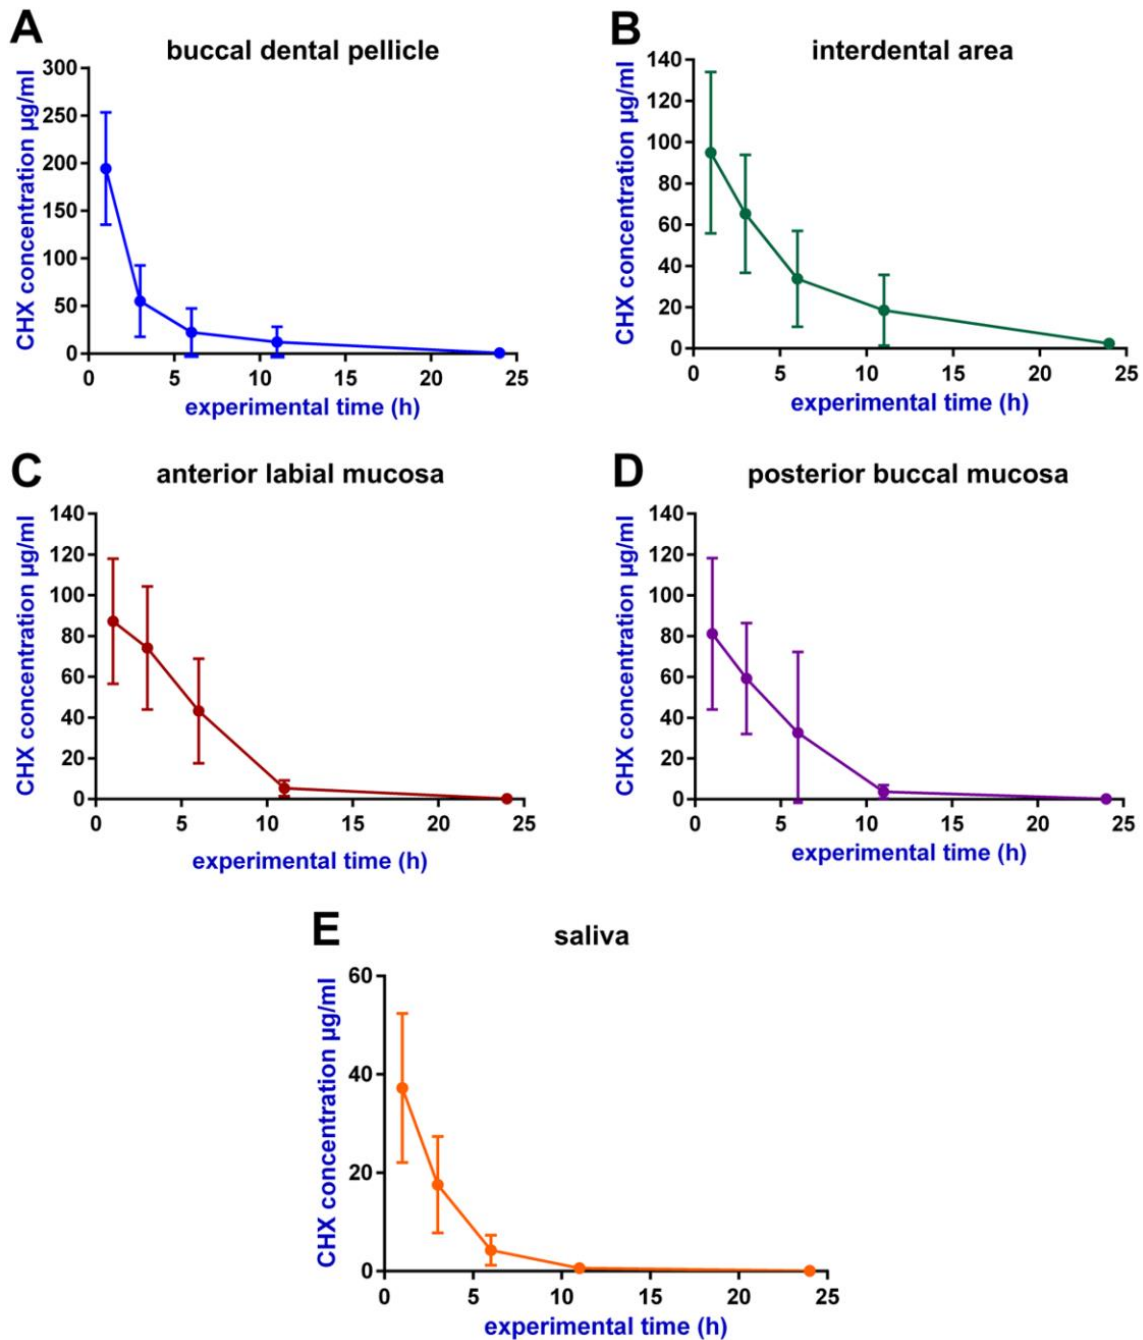 A
buccal dental pellicle
CHX concentration µg/ml
300
250
200
150
100
50
0
0 5 10 15 20 25
experimental time (h)
B
interdental area
CHX concentration µg/ml
140
120
100
80
60
40
20
0
0 5 10 15 20 25
experimental time (h)
C
anterior labial mucosa
CHX concentration µg/ml
140
120
100
80
60
40
20
0
0 5 10 15 20 25
experimental time (h)
D
posterior buccal mucosa
CHX concentration µg/ml
140
120
100
80
60
40
20
0
0 5 10 15 20 25
experimental time (h)
E
saliva
CHX concentration µg/ml
60
40
20
0
0 5 10 15 20 25
experimental time (h)